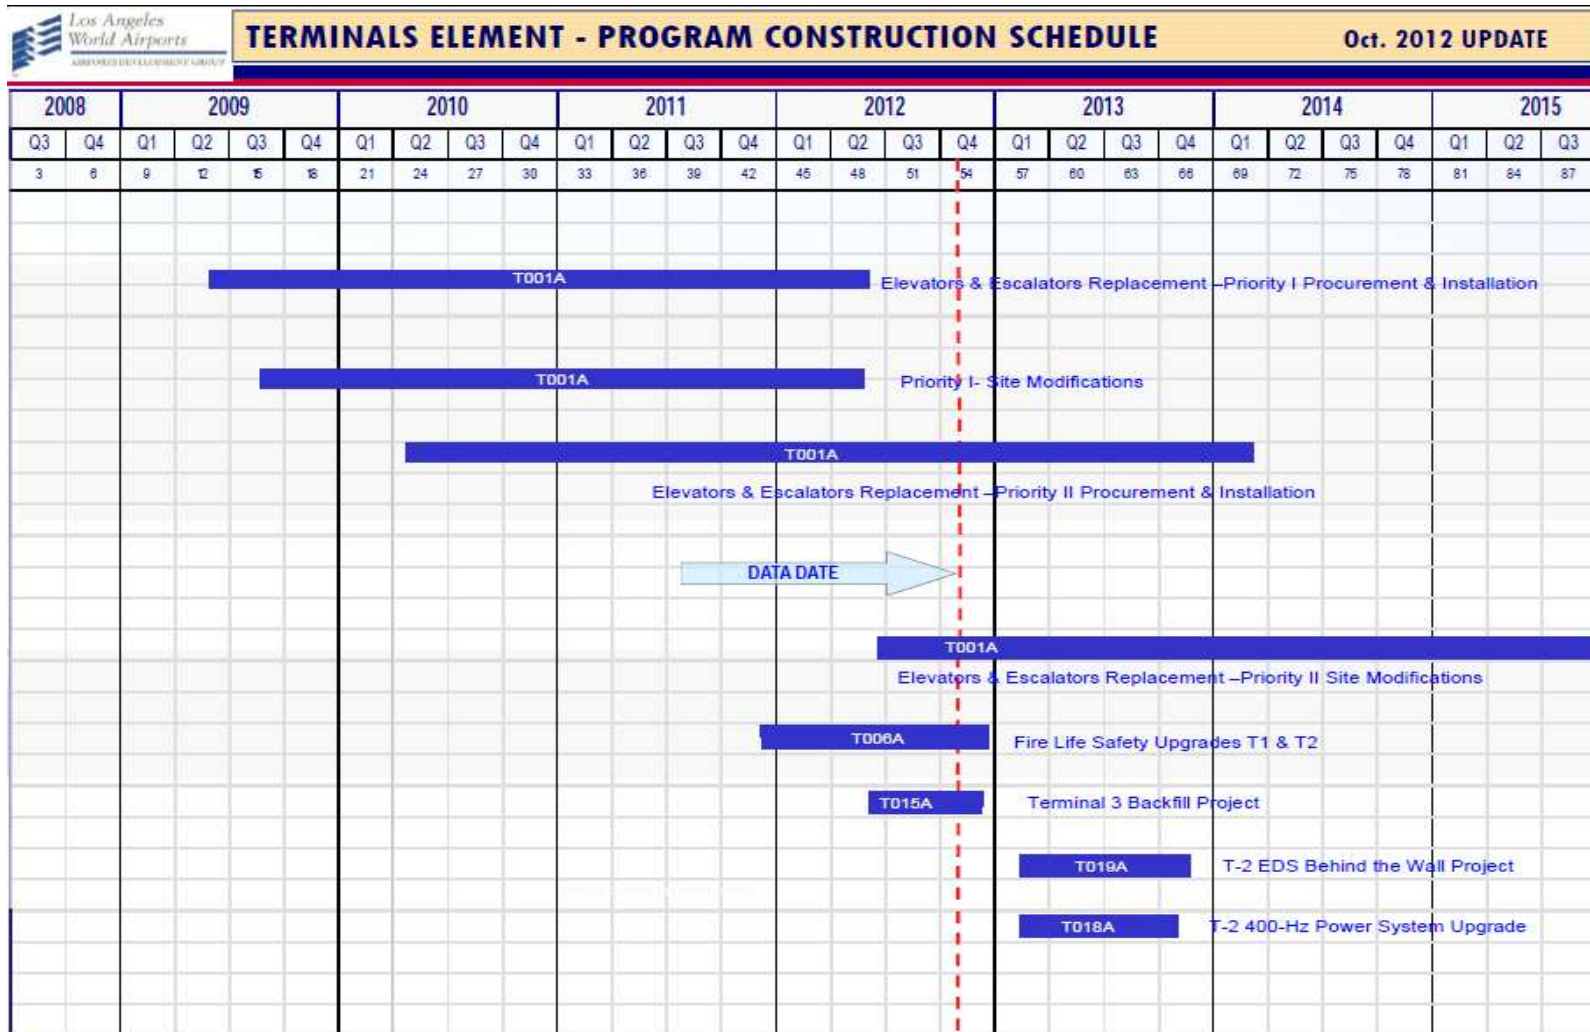 Los Angeles
World Airports
AIRPORTS DEVELOPMENT GROUP
TERMINALS ELEMENT - PROGRAM CONSTRUCTION SCHEDULE
Oct. 2012 UPDATE
2008 2009 2010 2011 2012 2013 2014 2015
Q3 Q4 Q1 Q2 Q3 Q4 Q1 Q2 Q3 Q4 Q1 Q2 Q3 Q4 Q1 Q2 Q3 Q4 Q1 Q2 Q3 Q4 Q1 Q2 Q3 Q4 Q1 Q2 Q3
3 6 9 12 15 18 21 24 27 30 33 36 39 42 45 48 51 54 57 60 63 66 69 72 75 78 81 84 87
T001A
Elevators & Escalators Replacement –Priority I Procurement & Installation
T001A
Priority I- Site Modifications
T001A
Elevators & Escalators Replacement –Priority II Procurement & Installation
DATA DATE
T001A
Elevators & Escalators Replacement –Priority II Site Modifications
T006A
Fire Life Safety Upgrades T1 & T2
T015A
Terminal 3 Backfill Project
T019A
T-2 EDS Behind the Wall Project
T018A
T-2 400-Hz Power System Upgrade